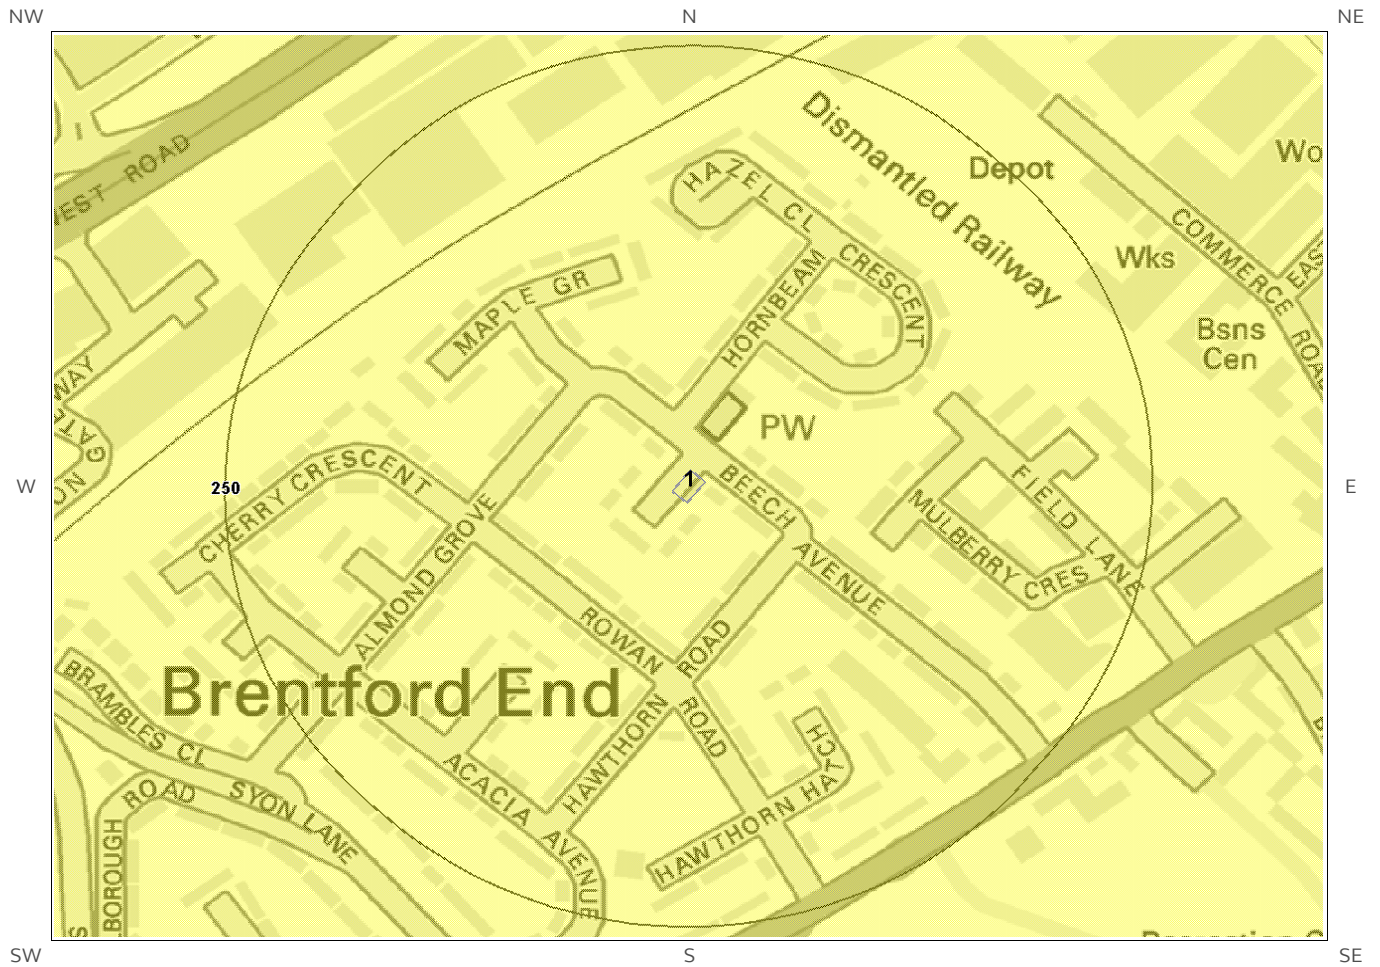 NW
N
NE
WEST ROAD
Dismantled Railway
Depot
HAZEL CL
CRESCENT
HORNBEAM
Wks
COMMERCE ROAD
Bsns
Cen
MAPLE GR
PW
1
BEECH
AVENUE
W
250
E
CHERRY CRESCENT
ALMOND GROVE
FIELD LANE
MULBERRY CRES
ROWAN
ROAD
ROAD
HAWTHORN
Brentford End
BRAMBLES CL
ACACIA AVENUE
HAWTHORN HATCH
ROAD
SYON LANE
BOROUGH
SW
S
SE